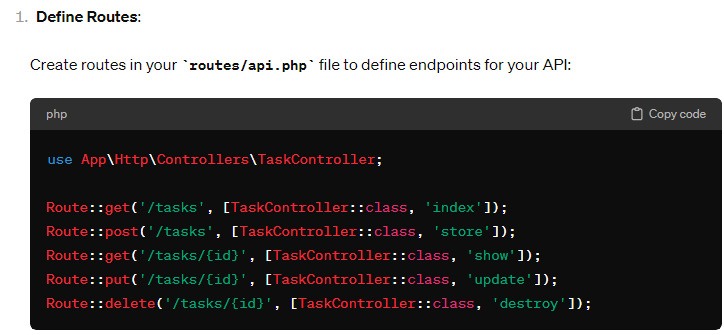 1. Define Routes:
Create routes in your `routes/api.php` file to define endpoints for your API:
php Copy code
use App\Http\Controllers\TaskController;
Route::get('/tasks', [TaskController::class, 'index']);
Route::post('/tasks', [TaskController::class, 'store']);
Route::get('/tasks/{id}', [TaskController::class, 'show']);
Route::put('/tasks/{id}', [TaskController::class, 'update']);
Route::delete('/tasks/{id}', [TaskController::class, 'destroy']);